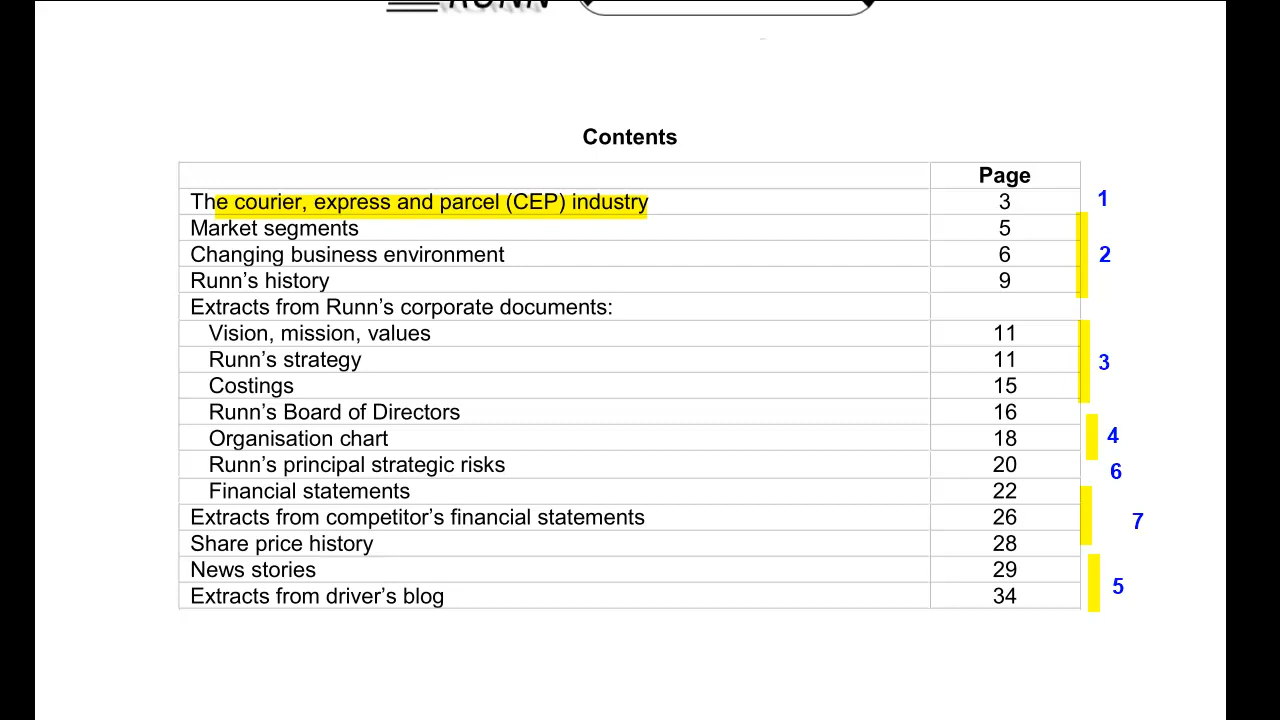 RUNN
Contents
Page
The courier, express and parcel (CEP) industry 3 1
Market segments 5
Changing business environment 6 2
Runn’s history 9
Extracts from Runn’s corporate documents:
Vision, mission, values 11
Runn’s strategy 11 3
Costings 15
Runn’s Board of Directors 16
Organisation chart 18 4
Runn’s principal strategic risks 20 6
Financial statements 22
Extracts from competitor’s financial statements 26 7
Share price history 28
News stories 29
Extracts from driver’s blog 34 5